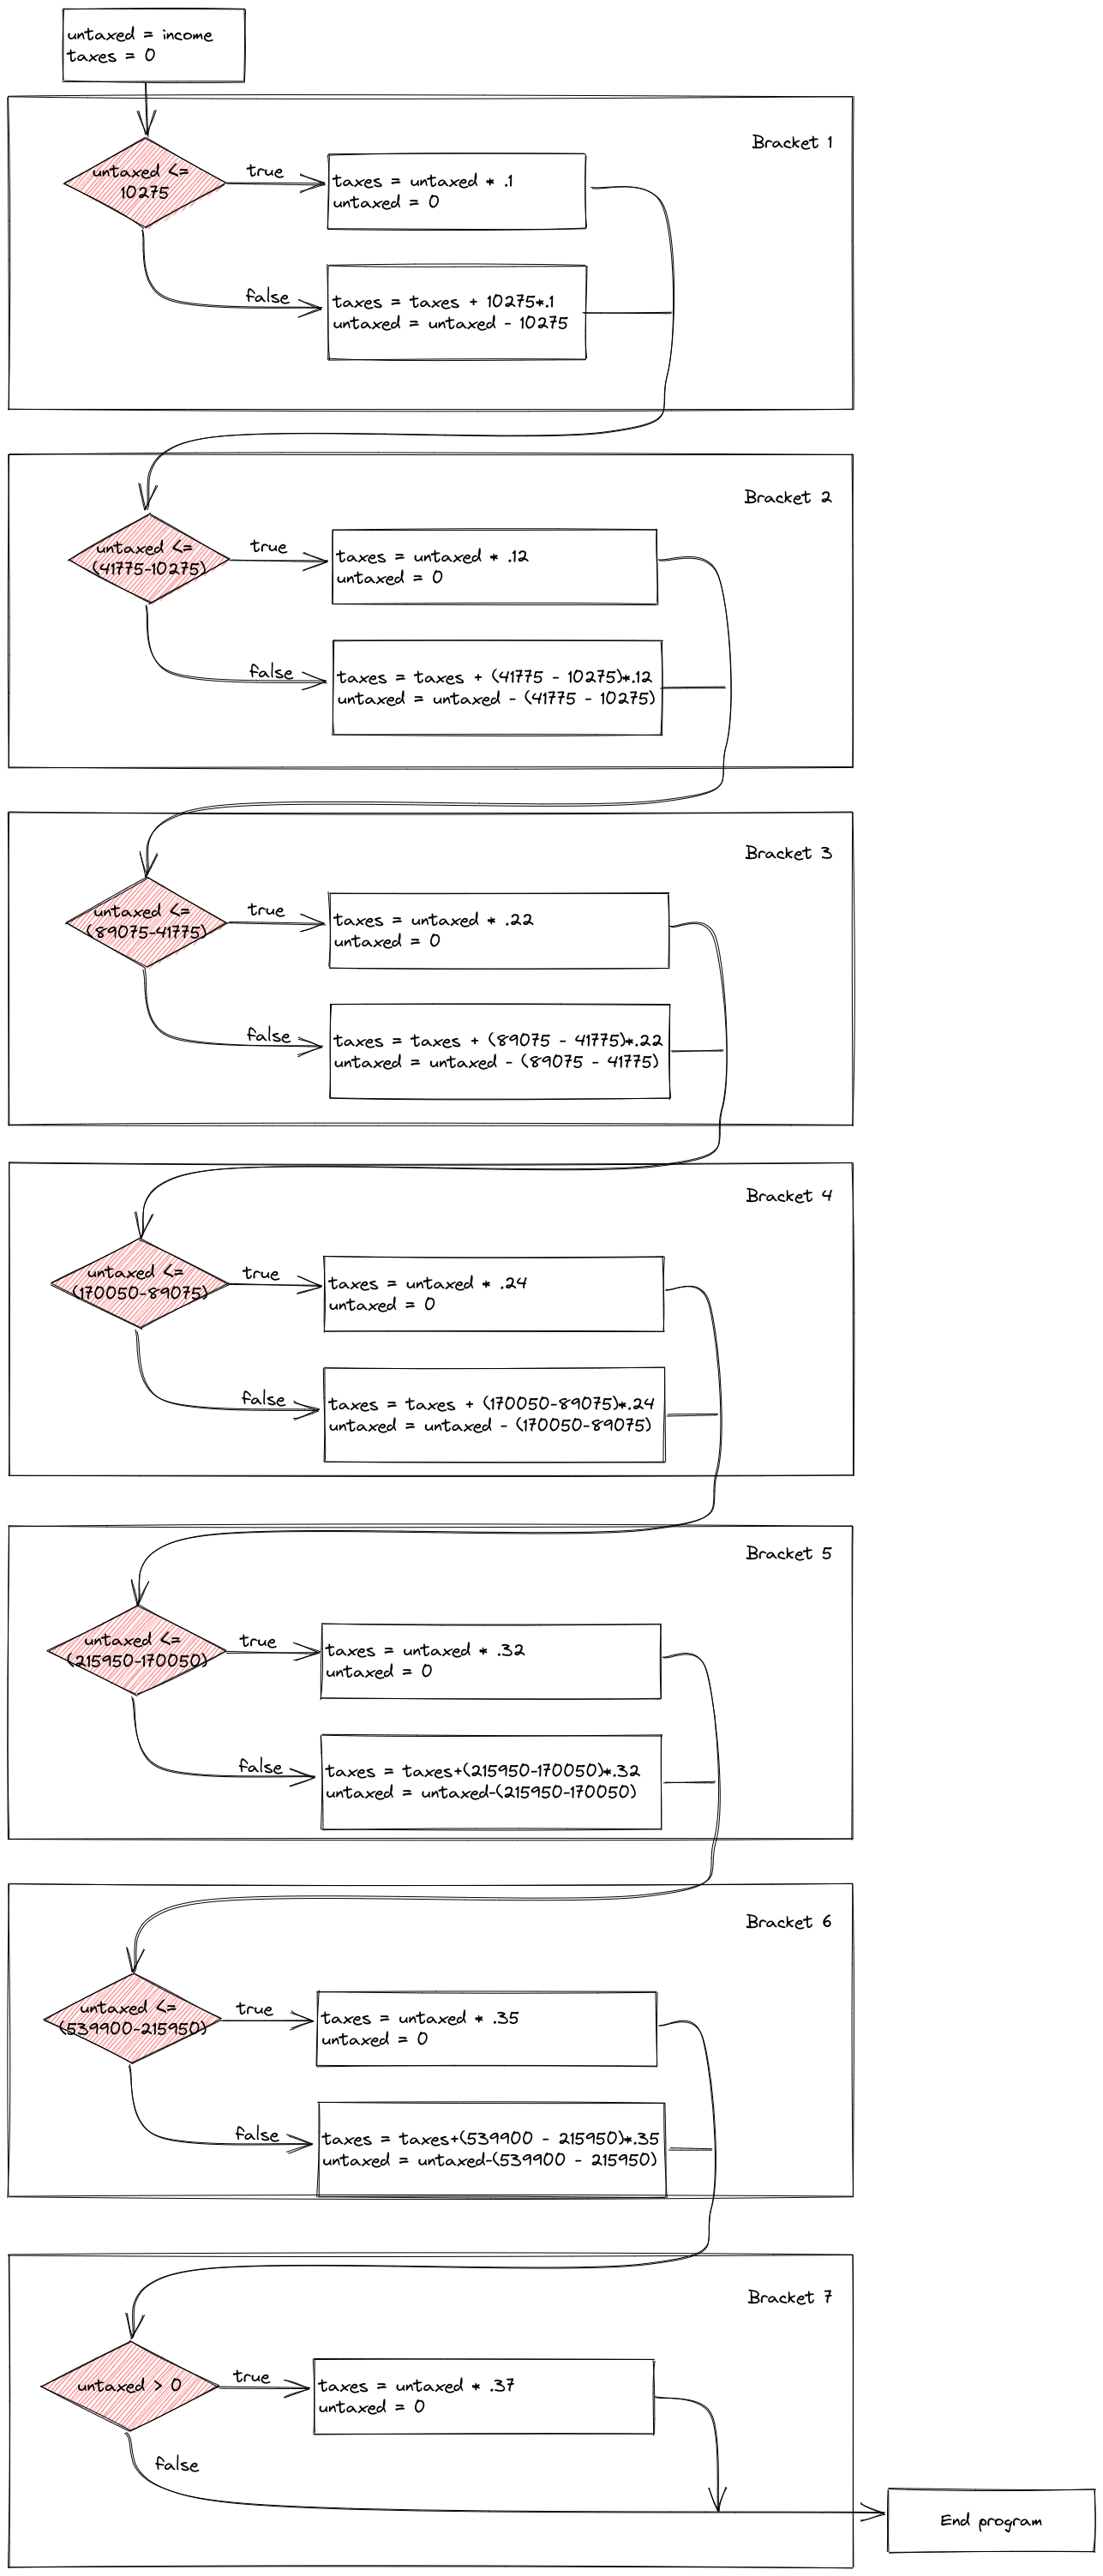 untaxed = income
taxes = 0
Bracket 1
untaxed <=
10275
true
taxes = untaxed * .1
untaxed = 0
false
taxes = taxes + 10275*.1
untaxed = untaxed - 10275
Bracket 2
untaxed <=
(41775-10275)
true
taxes = untaxed * .12
untaxed = 0
false
taxes = taxes + (41775 - 10275)*.12
untaxed = untaxed - (41775 - 10275)
Bracket 3
untaxed <=
(89075-41775)
true
taxes = untaxed * .22
untaxed = 0
false
taxes = taxes + (89075 - 41775)*.22
untaxed = untaxed - (89075 - 41775)
Bracket 4
untaxed <=
(170050-89075)
true
taxes = untaxed * .24
untaxed = 0
false
taxes = taxes + (170050-89075)*.24
untaxed = untaxed - (170050-89075)
Bracket 5
untaxed <=
(215950-170050)
true
taxes = untaxed * .32
untaxed = 0
false
taxes = taxes+(215950-170050)*.32
untaxed = untaxed-(215950-170050)
Bracket 6
untaxed <=
(539900-215950)
true
taxes = untaxed * .35
untaxed = 0
false
taxes = taxes+(539900 - 215950)*.35
untaxed = untaxed-(539900 - 215950)
Bracket 7
untaxed > 0
true
taxes = untaxed * .37
untaxed = 0
false
End program